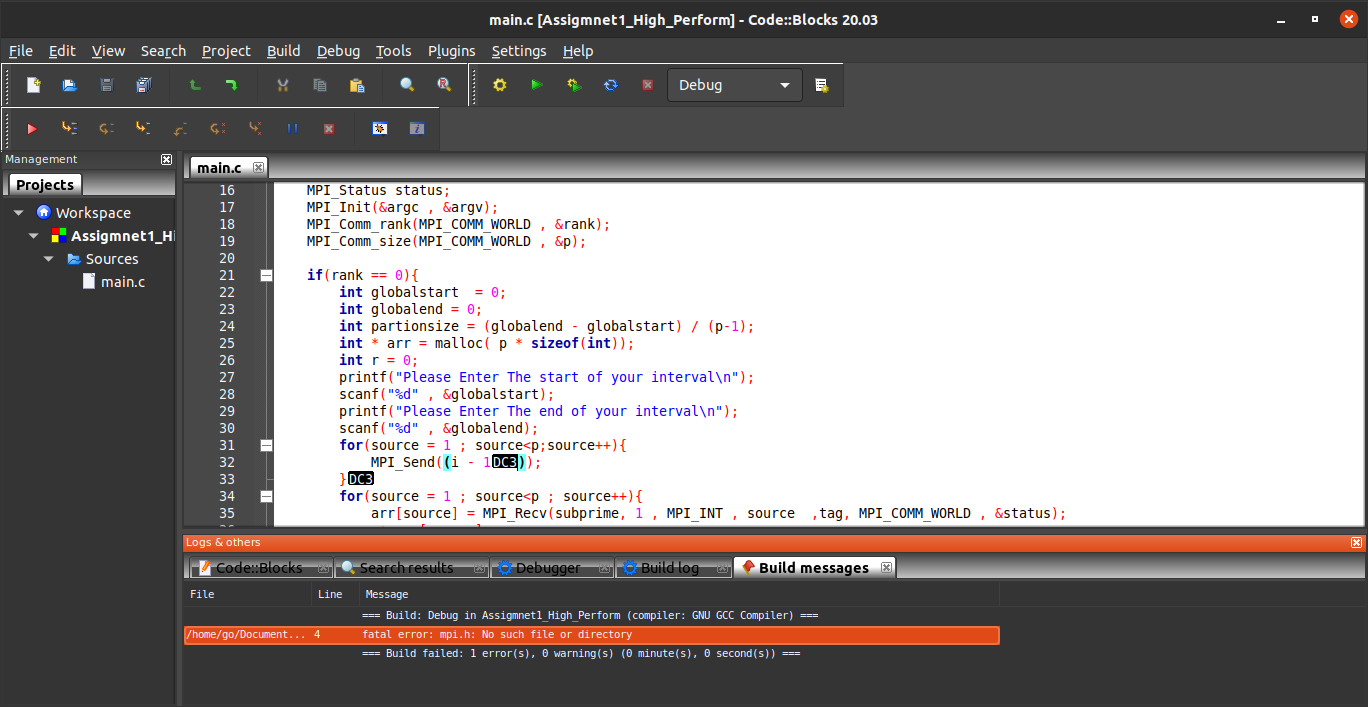 main.c [Assigmnet1_High_Perform] - Code::Blocks 20.03
File Edit View Search Project Build Debug Tools Plugins Settings Help
Debug
Management
Projects
Workspace
Assigmnet1_Hi
Sources
main.c
main.c
16 MPI_Status status;
17 MPI_Init(&argc , &argv);
18 MPI_Comm_rank(MPI_COMM_WORLD , &rank);
19 MPI_Comm_size(MPI_COMM_WORLD , &p);
20
21 if(rank == 0){
22 int globalstart  = 0;
23 int globalend = 0;
24 int partionsize = (globalend - globalstart) / (p-1);
25 int * arr = malloc( p * sizeof(int));
26 int r = 0;
27 printf("Please Enter The start of your interval\n");
28 scanf("%d" , &globalstart);
29 printf("Please Enter The end of your interval\n");
30 scanf("%d" , &globalend);
31 for(source = 1 ; source<p;source++){
32 MPI_Send((i - 1DC3));
33 }DC3
34 for(source = 1 ; source<p ; source++){
35 arr[source] = MPI_Recv(subprime, 1 , MPI_INT , source  ,tag, MPI_COMM_WORLD , &status);
Logs & others
Code::Blocks Search results Debugger Build log Build messages
File Line Message
=== Build: Debug in Assigmnet1_High_Perform (compiler: GNU GCC Compiler) ===
/home/go/Document... 4 fatal error: mpi.h: No such file or directory
=== Build failed: 1 error(s), 0 warning(s) (0 minute(s), 0 second(s)) ===